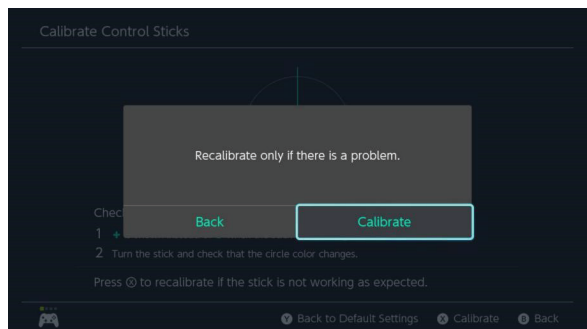 Calibrate Control Sticks
Recalibrate only if there is a problem.
Back
Calibrate
Chec
1 +
2 Turn the stick and check that the circle color changes.
Press Ⓧ to recalibrate if the stick is not working as expected.
Ⓨ Back to Default Settings Ⓧ Calibrate Ⓑ Back